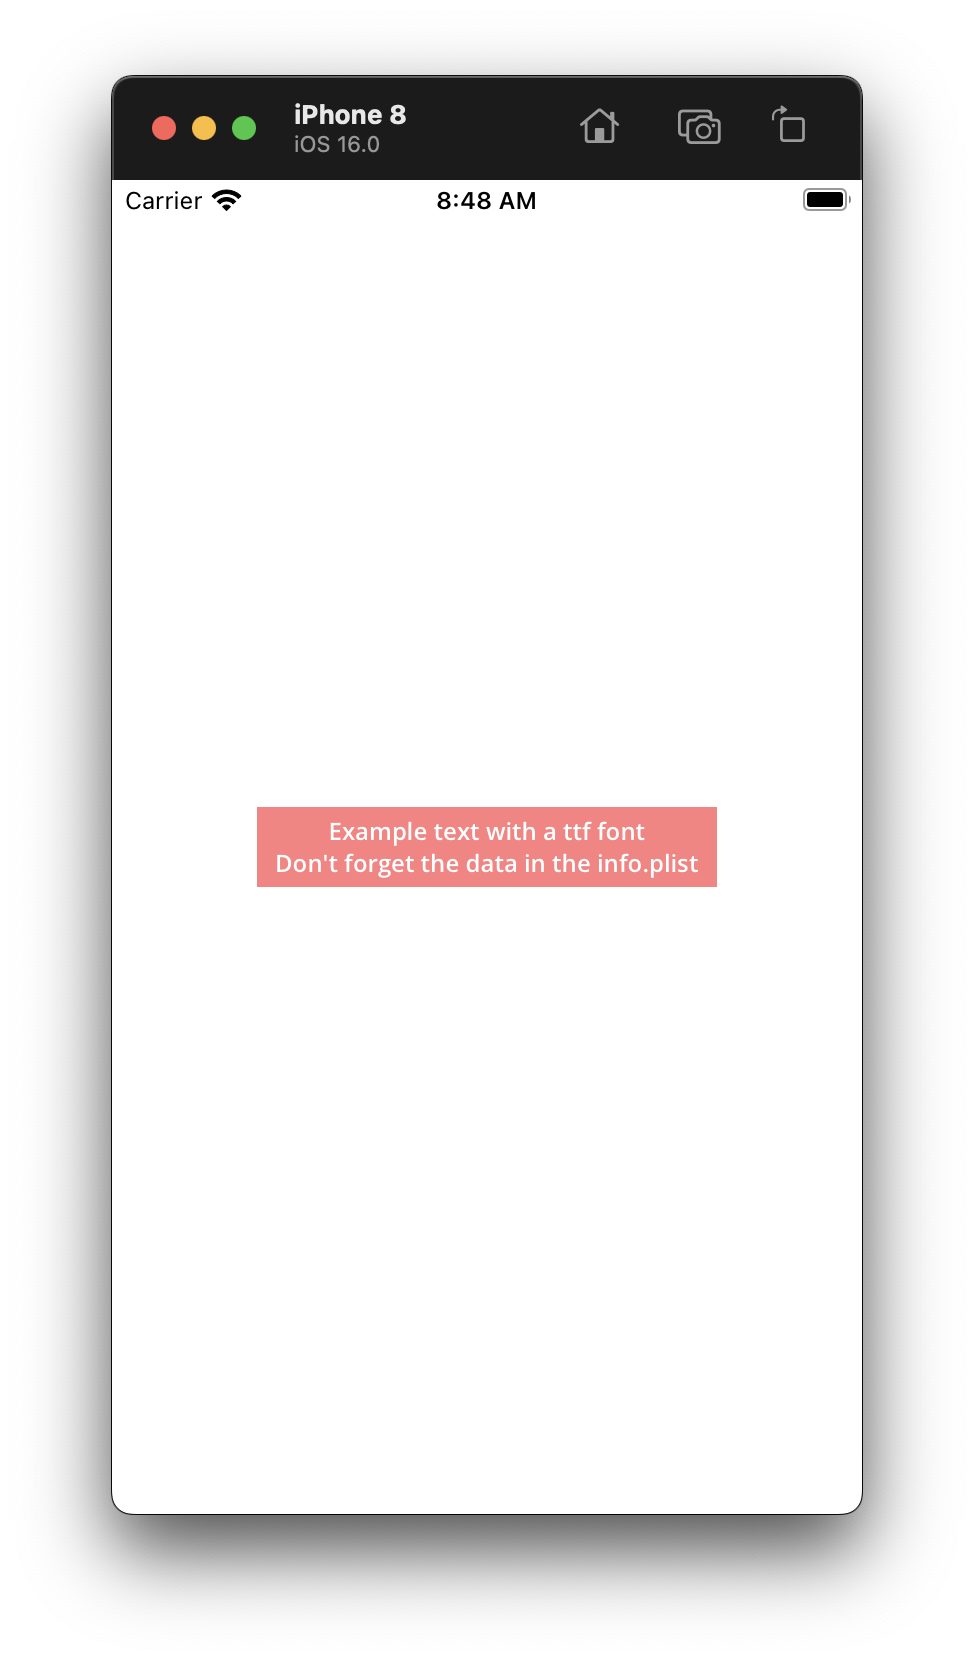 iPhone 8
iOS 16.0
Carrier 8:48 AM
Example text with a ttf font
Don't forget the data in the info.plist